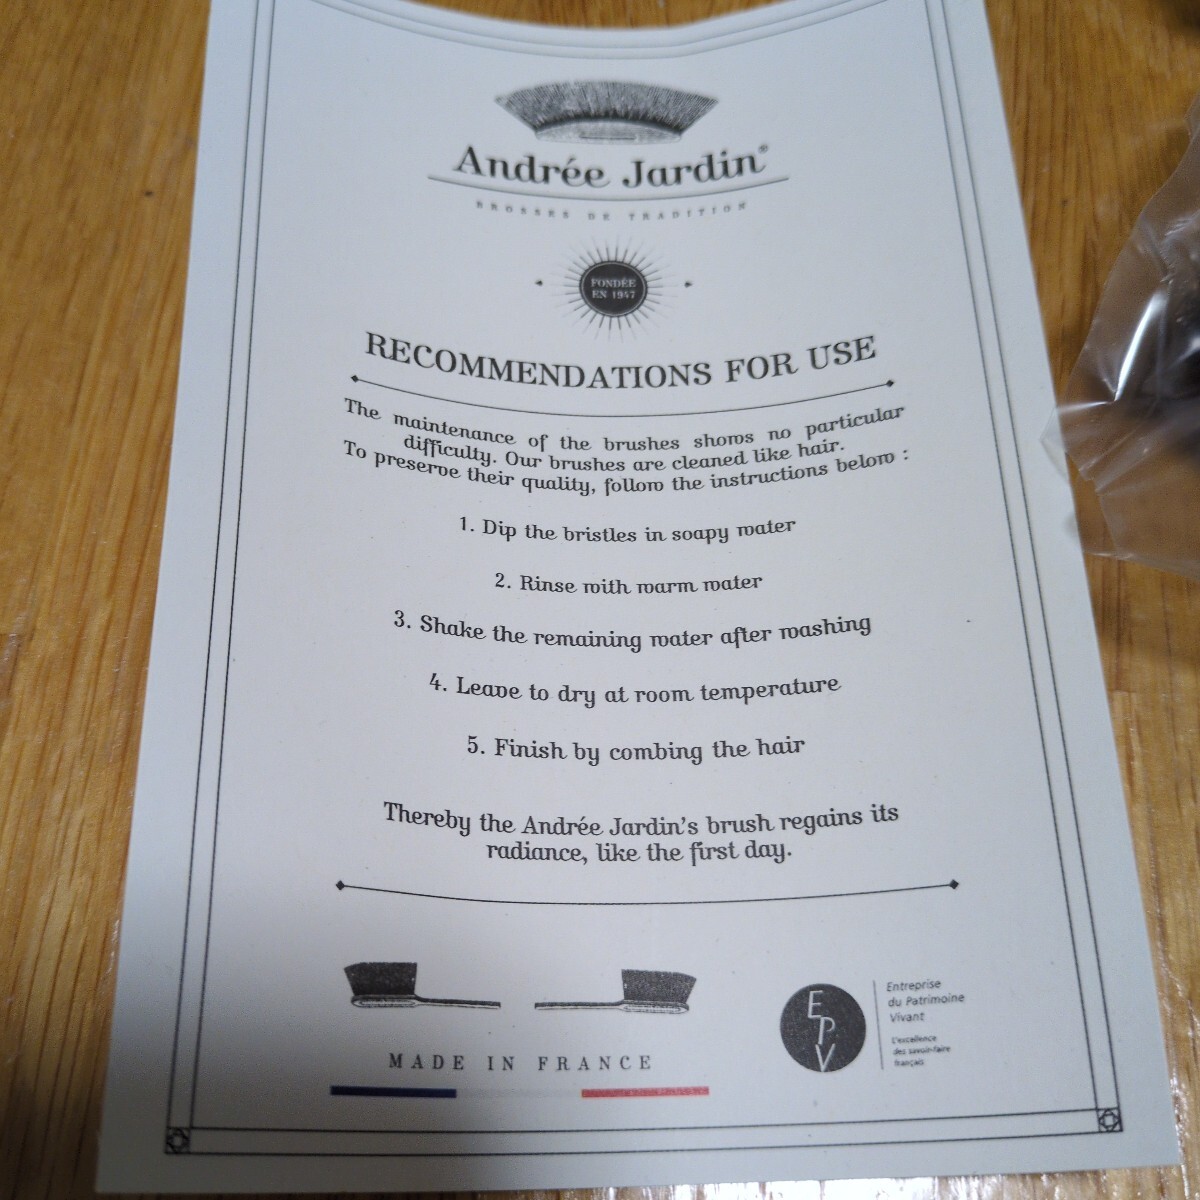 Andrée Jardin®
BROSSES DE TRADITION
FONDÉE
EN 1947
RECOMMENDATIONS FOR USE
The maintenance of the brushes shows no particular
difficulty. Our brushes are cleaned like hair.
To preserve their quality, follow the instructions below :
1. Dip the bristles in soapy water
2. Rinse with warm water
3. Shake the remaining water after washing
4. Leave to dry at room temperature
5. Finish by combing the hair
Thereby the Andrée Jardin's brush regains its
radiance, like the first day.
MADE IN FRANCE
EPV
Entreprise
du Patrimoine
Vivant
L'excellence
des savoir-faire
français